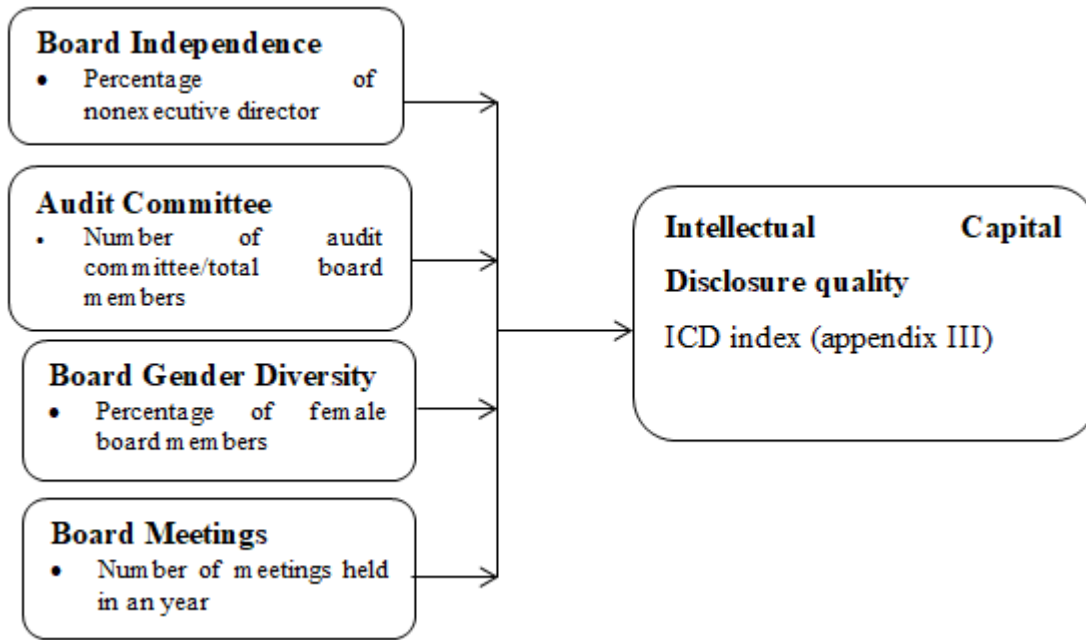 Board Independence
• Percentage of
nonexecutive director
Audit Committee
• Number of audit
committee/total board
members
Board Gender Diversity
• Percentage of female
board members
Board Meetings
• Number of meetings held
in an year
Intellectual Capital
Disclosure quality
ICD index (appendix III)